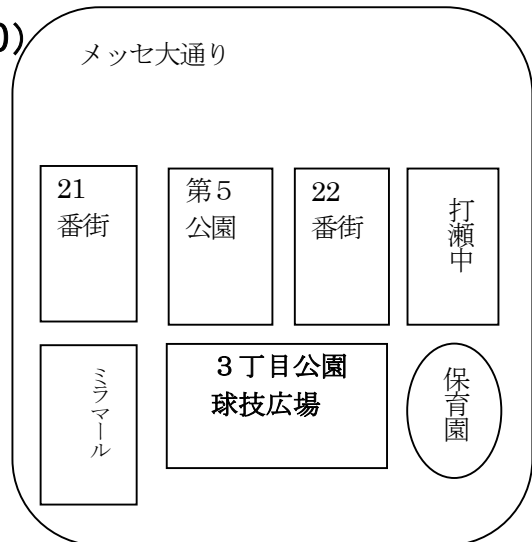 0)
メッセ大通り
21
番街
第5
公園
22
番街
打瀬中
ミラマール
3丁目公園
球技広場
保育園